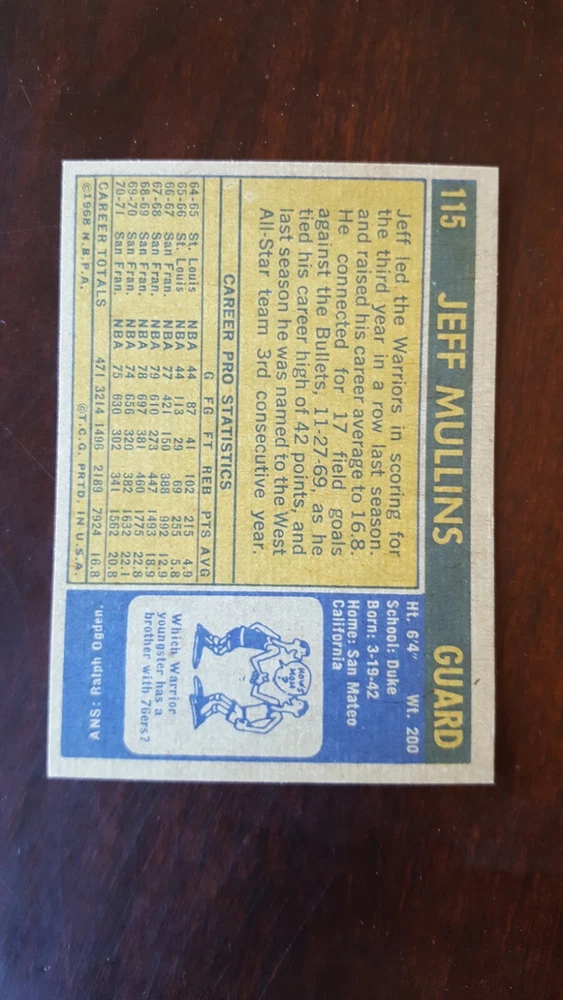 115 JEFF MULLINS GUARD
Jeff led the Warriors in scoring for
the third year in a row last season.
and raised his career average to 16.8.
He connected for 17 field goals
against the Bullets, 11-27-69, as he
tied his career high of 42 points, and
last season he was named to the West
All-Star team 3rd consecutive year.
Ht. 6'4" Wt. 200
School: Duke
Born: 3-19-42
Home: San Mateo
California
CAREER PRO STATISTICS
G FG FT REB PTS AVG
64-65 St. Louis NBA 44 87 41 102 215 4.9
65-66 St. Louis NBA 44 113 29 69 255 5.8
66-67 San Fran. NBA 77 421 150 388 992 12.9
67-68 San Fran. NBA 79 610 273 447 1493 18.9
68-69 San Fran. NBA 78 697 381 460 1775 22.8
69-70 San Fran. NBA 74 656 320 382 1632 22.1
70-71 San Fran. NBA 75 630 302 341 1562 20.8
CAREER TOTALS 471 3214 1496 2189 7924 16.8
©1968 N.B.P.A. ©T.C.G. PRTD. IN U.S.A.
HOW'S
MOM
?
Which Warrior
youngster has a
brother with 76ers?
ANS: Ralph Ogden.